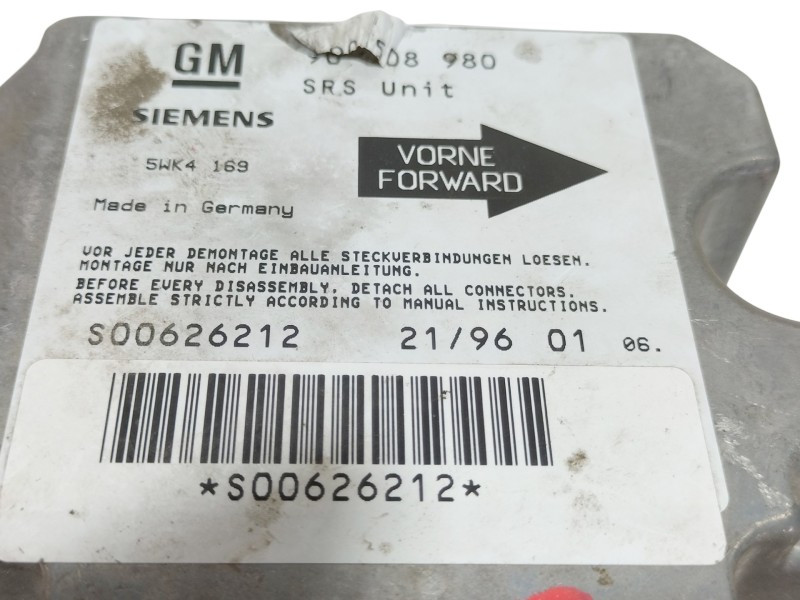 GM
980
SRS Unit
SIEMENS
5WK4 169
VORNE
FORWARD
Made in Germany
VOR JEDER DEMONTAGE ALLE STECKVERBINDUNGEN LOESEN.
MONTAGE NUR NACH EINBAUANLEITUNG.
BEFORE EVERY DISASSEMBLY, DETACH ALL CONNECTORS.
ASSEMBLE STRICTLY ACCORDING TO MANUAL INSTRUCTIONS.
S00626212 21/96 01 06.
*S00626212*